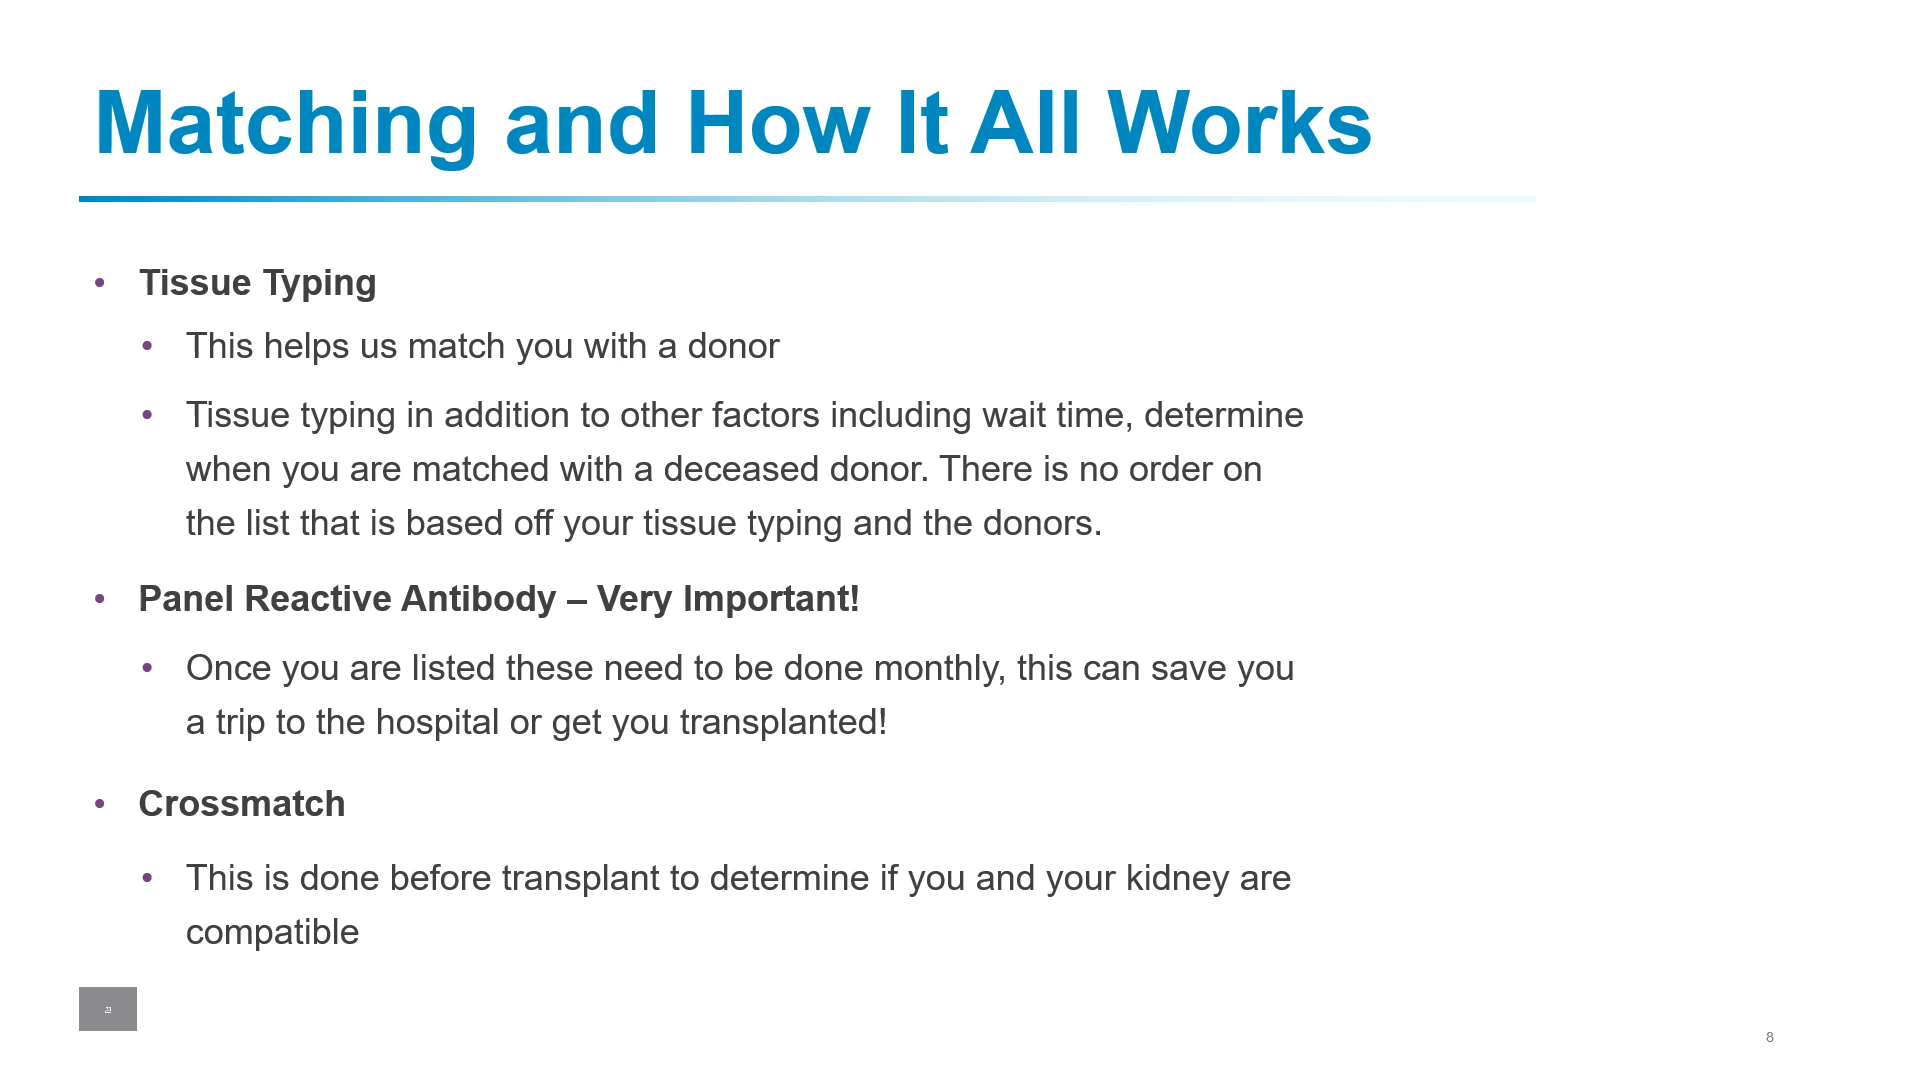 Matching and How It All Works
• Tissue Typing
• This helps us match you with a donor
• Tissue typing in addition to other factors including wait time, determine
when you are matched with a deceased donor. There is no order on
the list that is based off your tissue typing and the donors.
• Panel Reactive Antibody – Very Important!
• Once you are listed these need to be done monthly, this can save you
a trip to the hospital or get you transplanted!
• Crossmatch
• This is done before transplant to determine if you and your kidney are
compatible
8